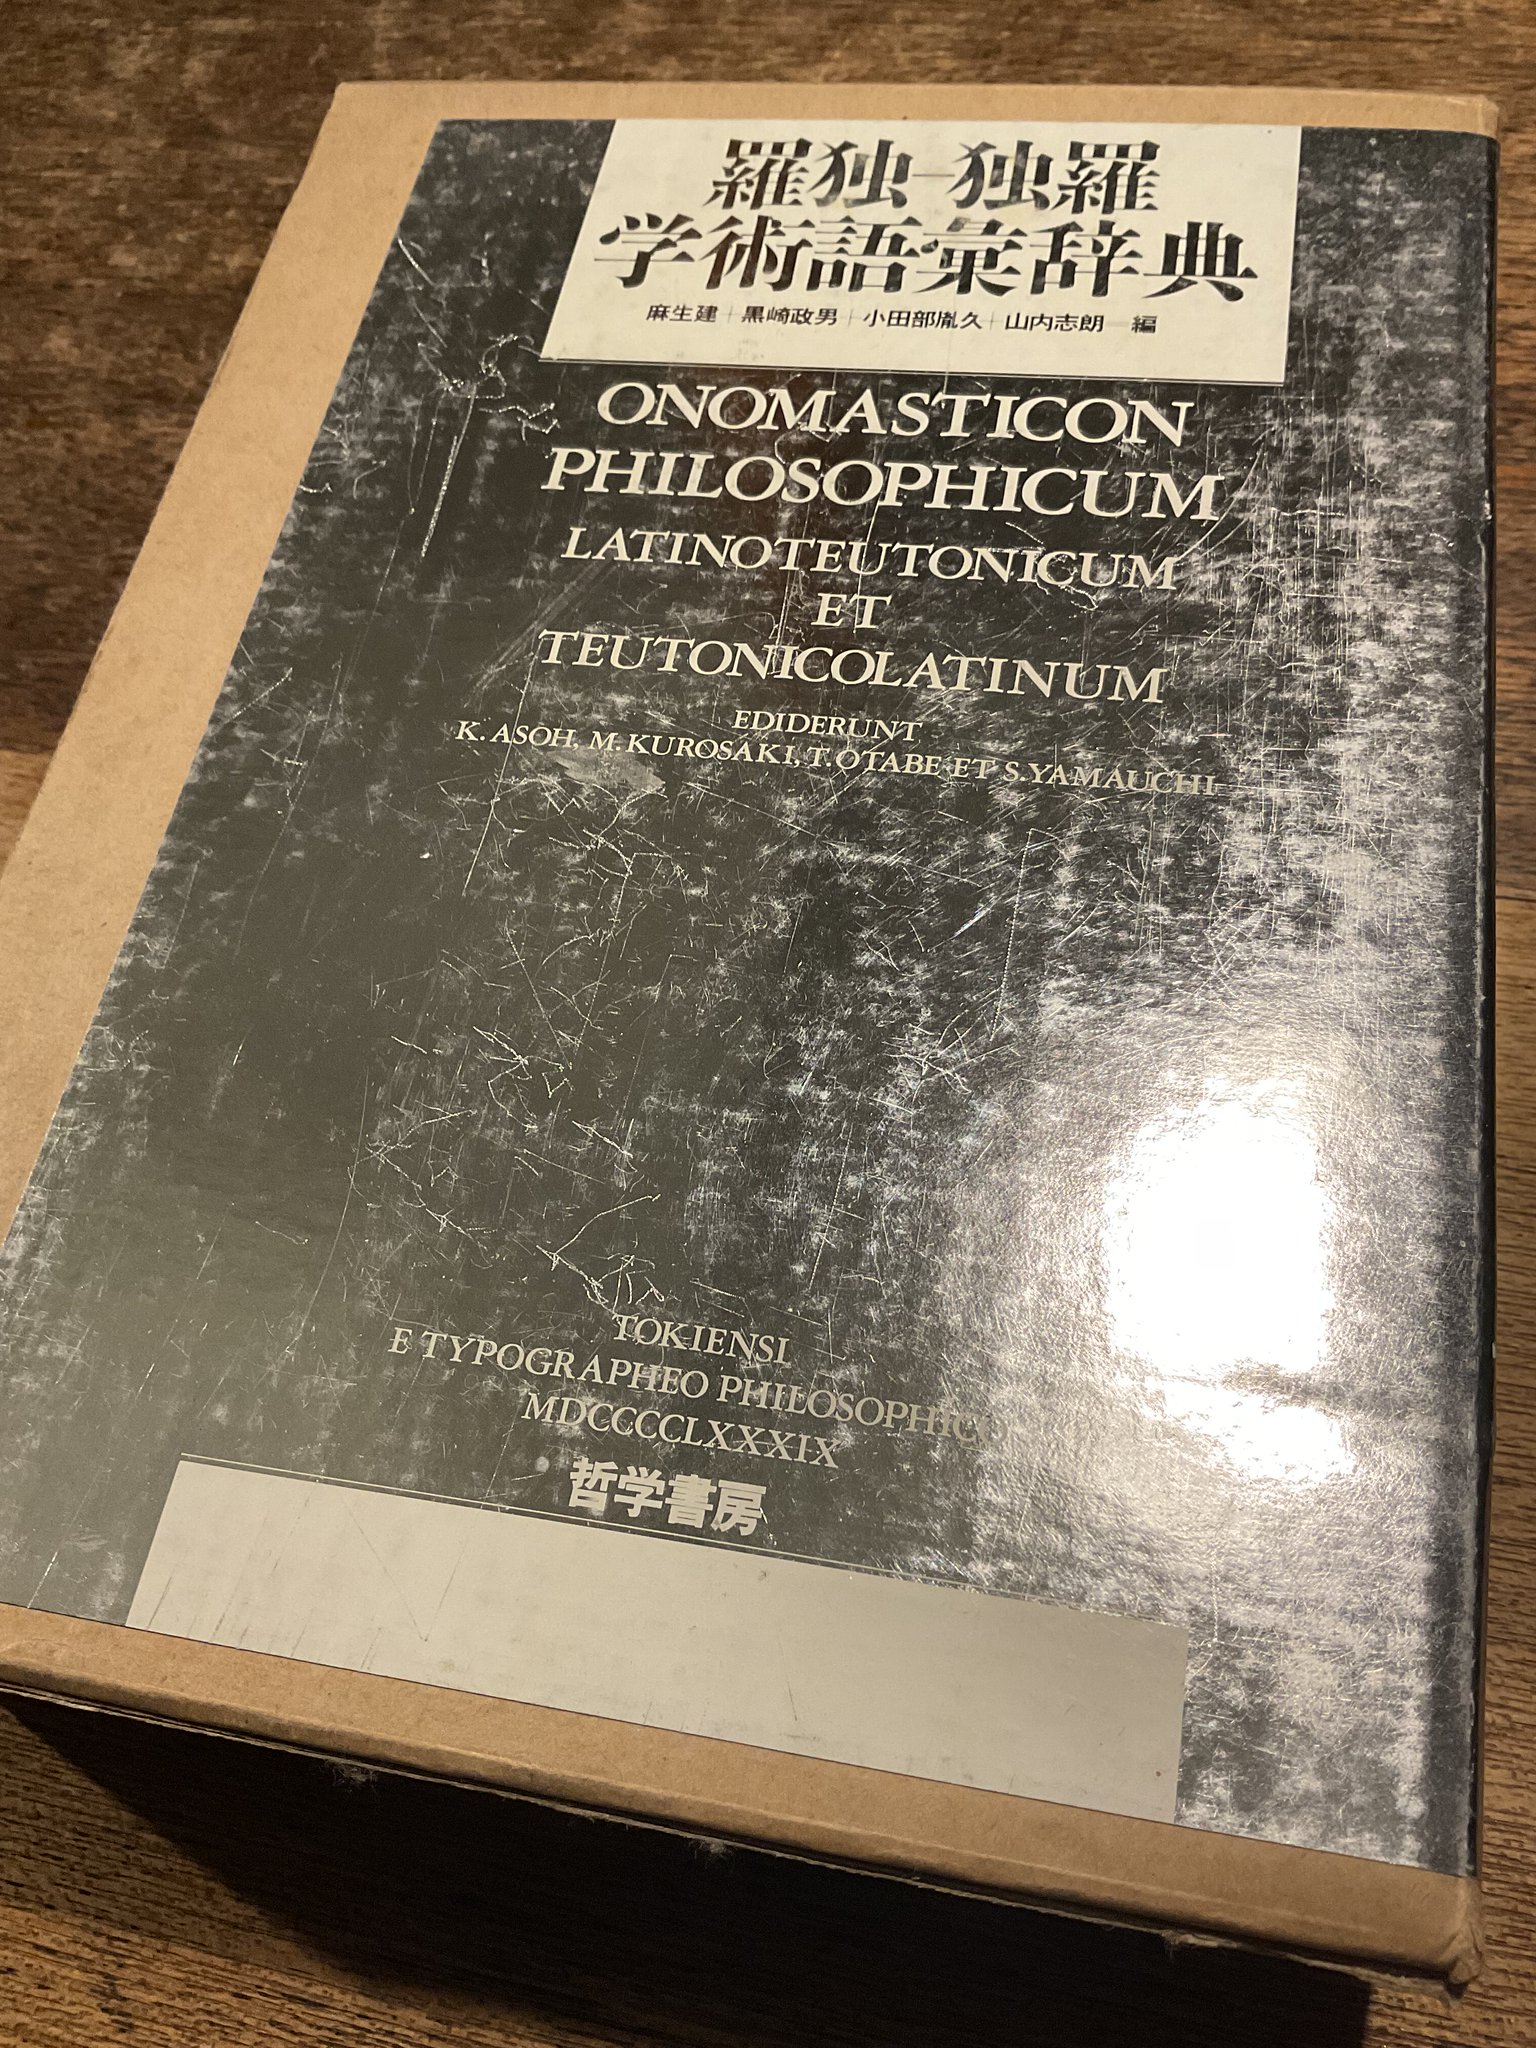 羅独–独羅
学術語彙辞典
麻生建+黒崎政男+小田部胤久+山内志朗 編
ONOMASTICON
PHILOSOPHICUM
LATINOTEUTONICUM
ET
TEUTONICOLATINUM
EDIDERUNT
K. ASOH, M. KUROSAKI, T. OTABE ET S. YAMAUCHI
TOKIENSI
E TYPOGRAPHEO PHILOSOPHICO
MDCCCCLXXXIX
哲学書房